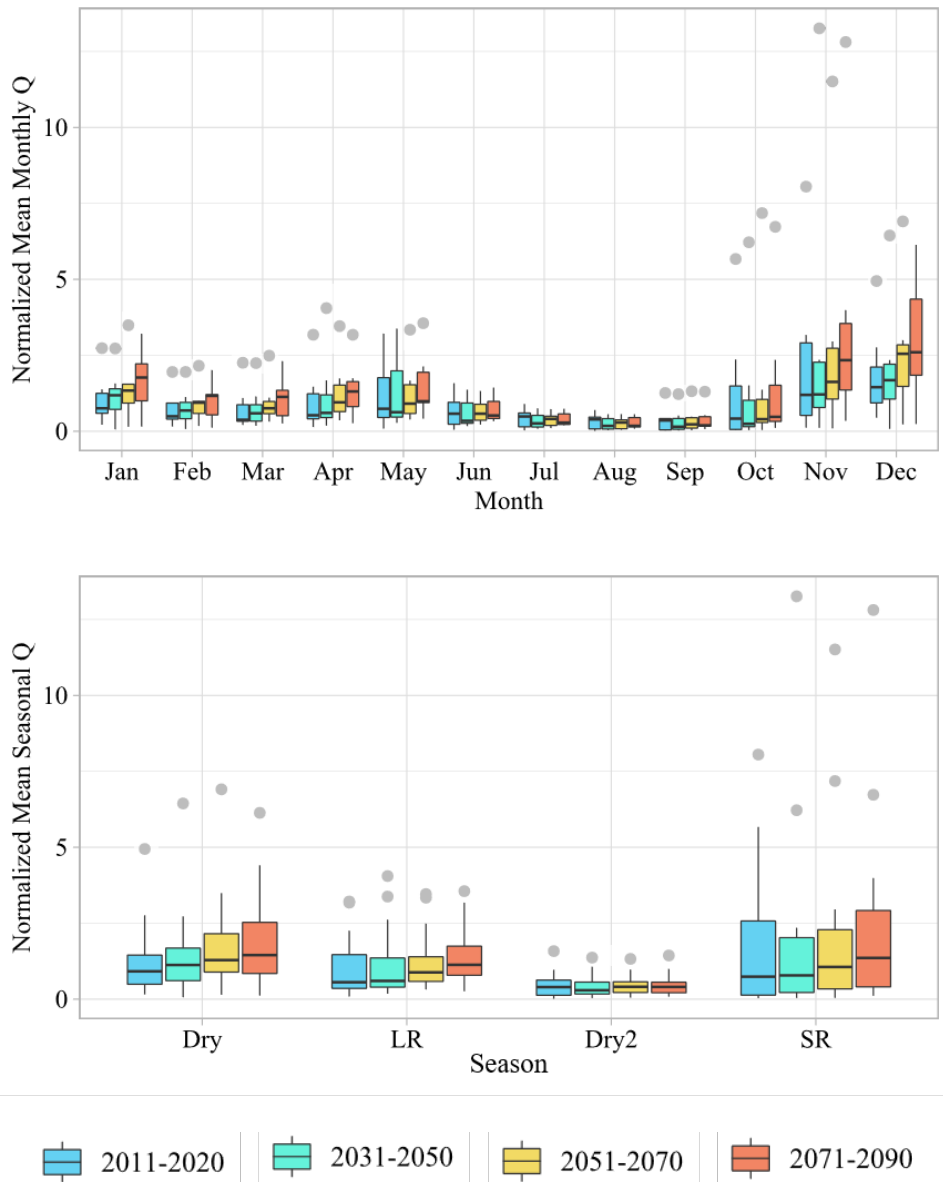 Normalized Mean Monthly Q
10
5
0
Jan Feb Mar Apr May Jun Jul Aug Sep Oct Nov Dec
Month
Normalized Mean Seasonal Q
10
5
0
Dry LR Dry2 SR
Season
2011-2020 2031-2050 2051-2070 2071-2090